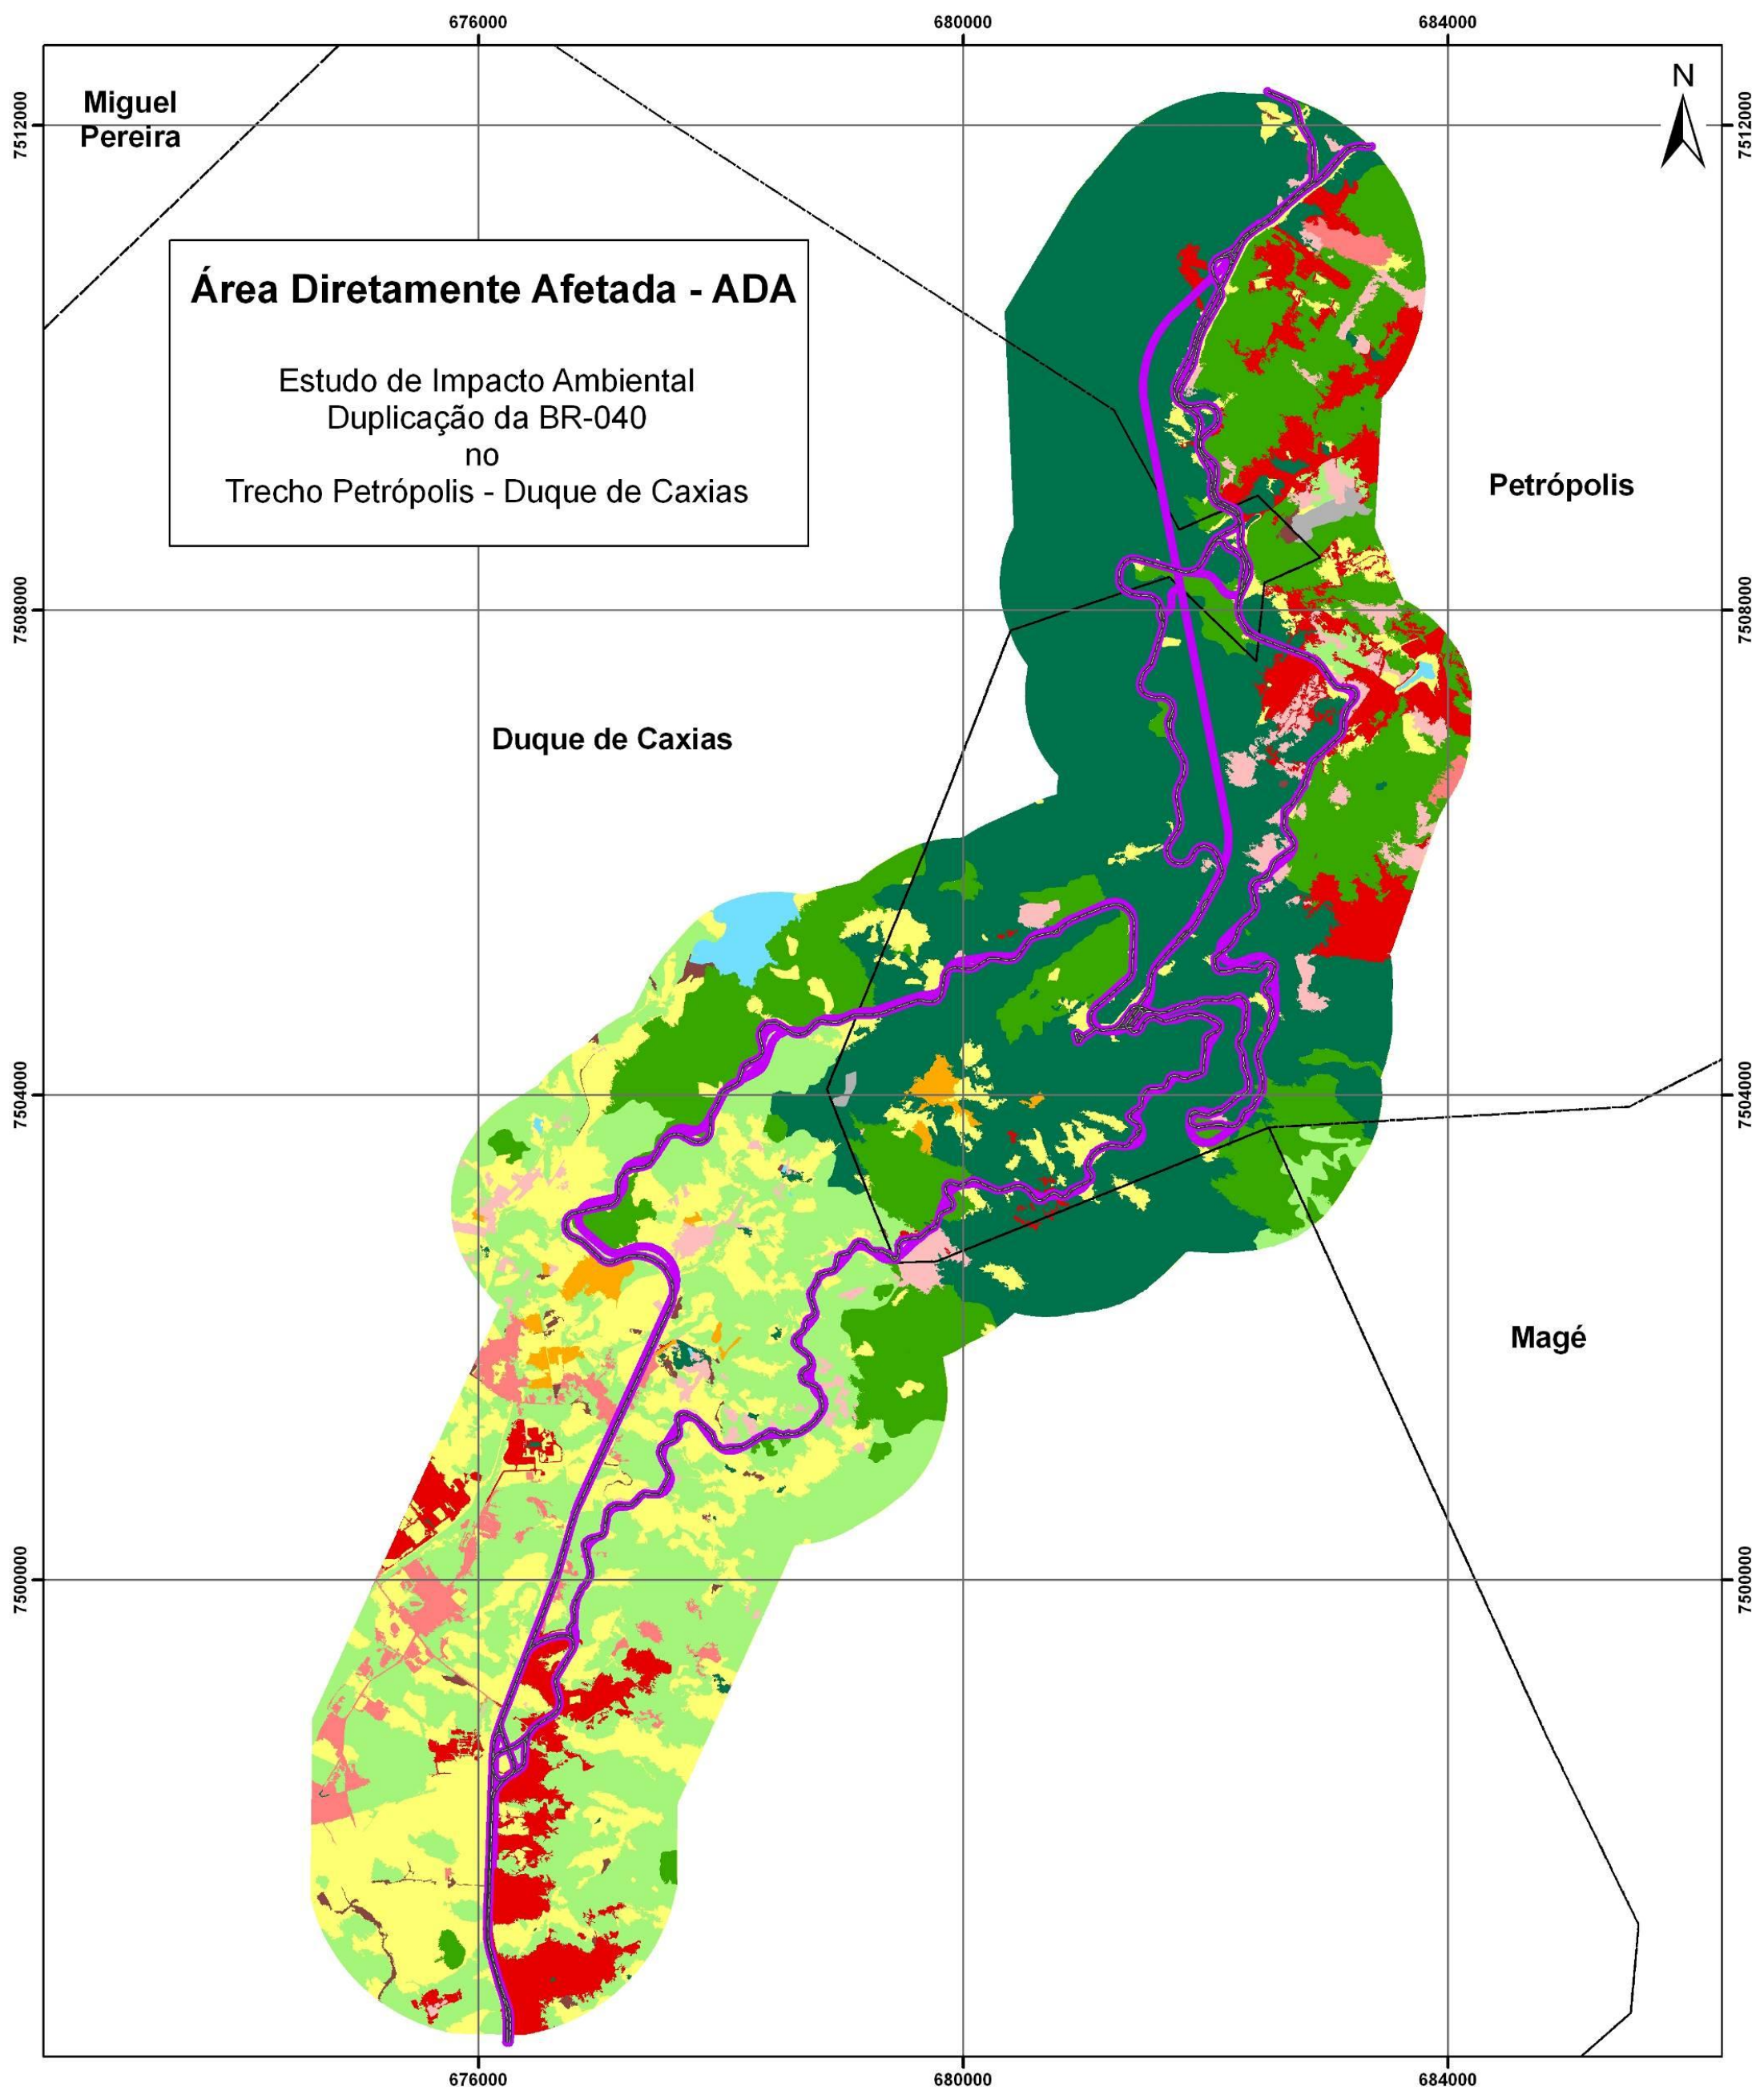 676000
680000
684000
7512000
7512000
N
Miguel
Pereira
Área Diretamente Afetada - ADA
Estudo de Impacto Ambiental
Duplicação da BR-040
no
Trecho Petrópolis - Duque de Caxias
Petrópolis
7508000
7508000
Duque de Caxias
7504000
7504000
Magé
7500000
7500000
676000
680000
684000